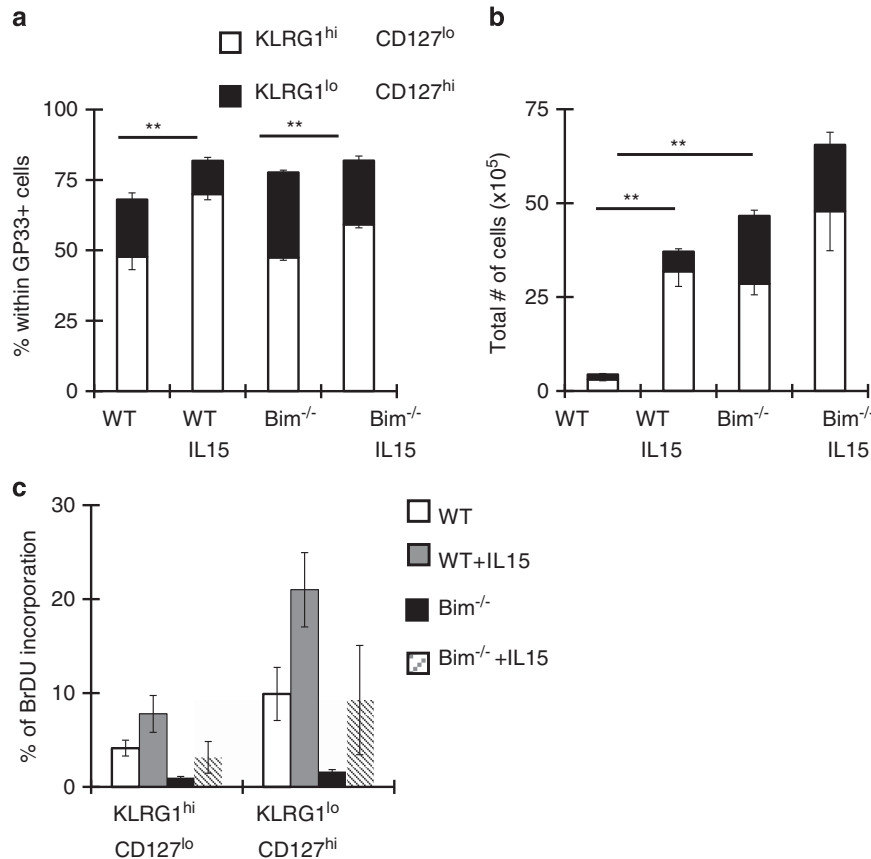 a
KLRG1hi CD127lo
KLRG1lo CD127hi
% within GP33+ cells
100
75
50
25
0
**
**
WT
WT IL15
Bim-/-
Bim-/- IL15
b
Total # of cells (x10⁵)
75
50
25
0
**
**
WT
WT IL15
Bim-/-
Bim-/- IL15
c
% of BrDU incorporation
30
20
10
0
KLRG1hi CD127lo
KLRG1lo CD127hi
WT
WT+IL15
Bim-/-
Bim-/- +IL15